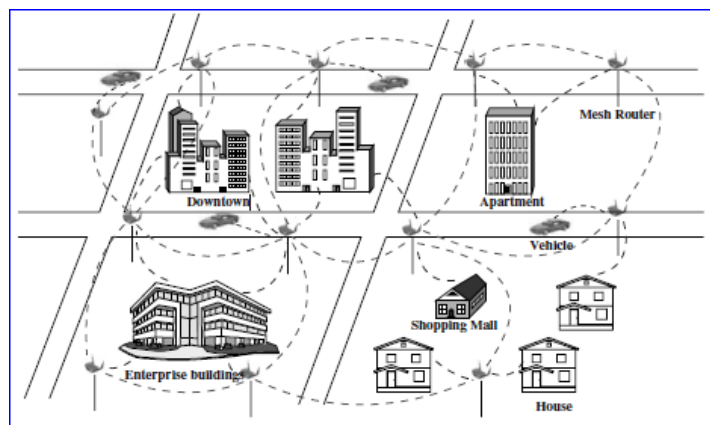 Mesh Router
Downtown
Apartment
Vehicle
Shopping Mall
Enterprise buildings
House